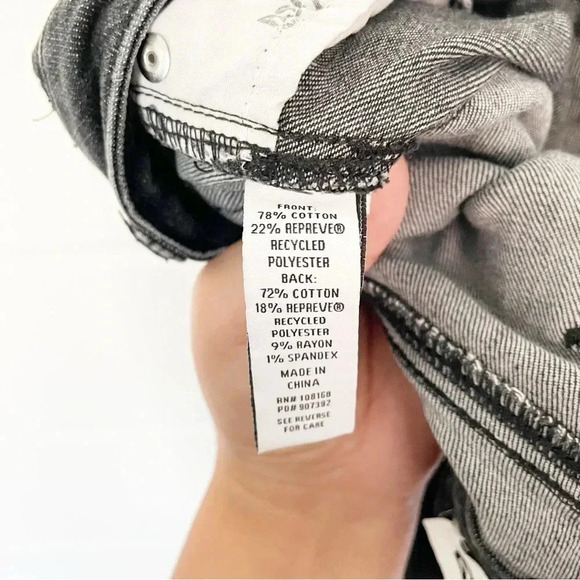 FRONT:
78% COTTON
22% REPREVE®
RECYCLED
POLYESTER
BACK:
72% COTTON
18% REPREVE®
RECYCLED
POLYESTER
9% RAYON
1% SPANDEX
MADE IN
CHINA
RN# 108168
PO# 907382
SEE REVERSE
FOR CARE